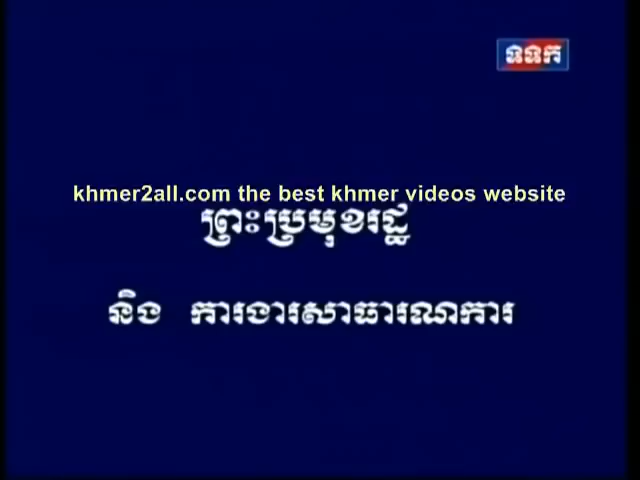 ទទក
khmer2all.com the best khmer videos website
ព្រះប្រមុខរដ្ឋ
និង ការងារសាធារណការ